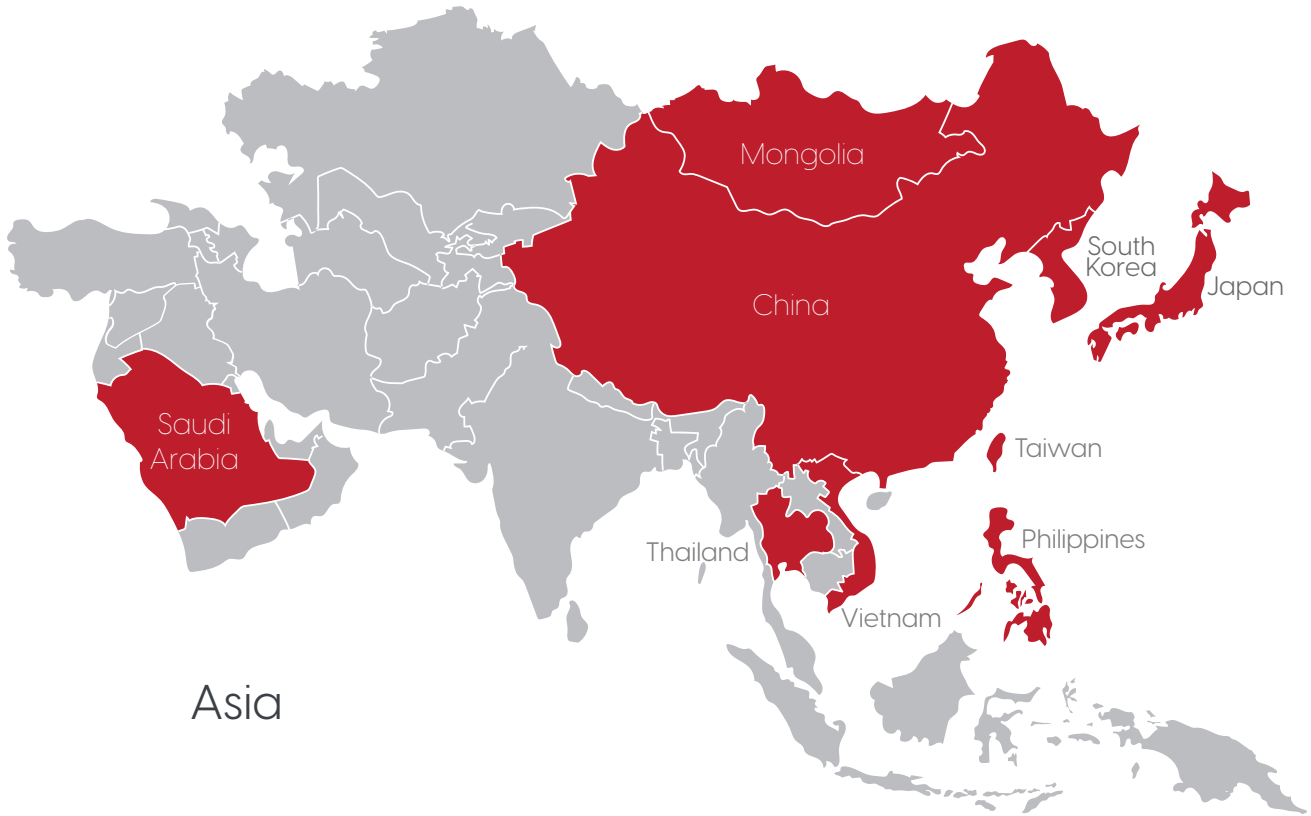 Mongolia
South
Korea
Japan
China
Saudi
Arabia
Taiwan
Philippines
Thailand
Vietnam
Asia